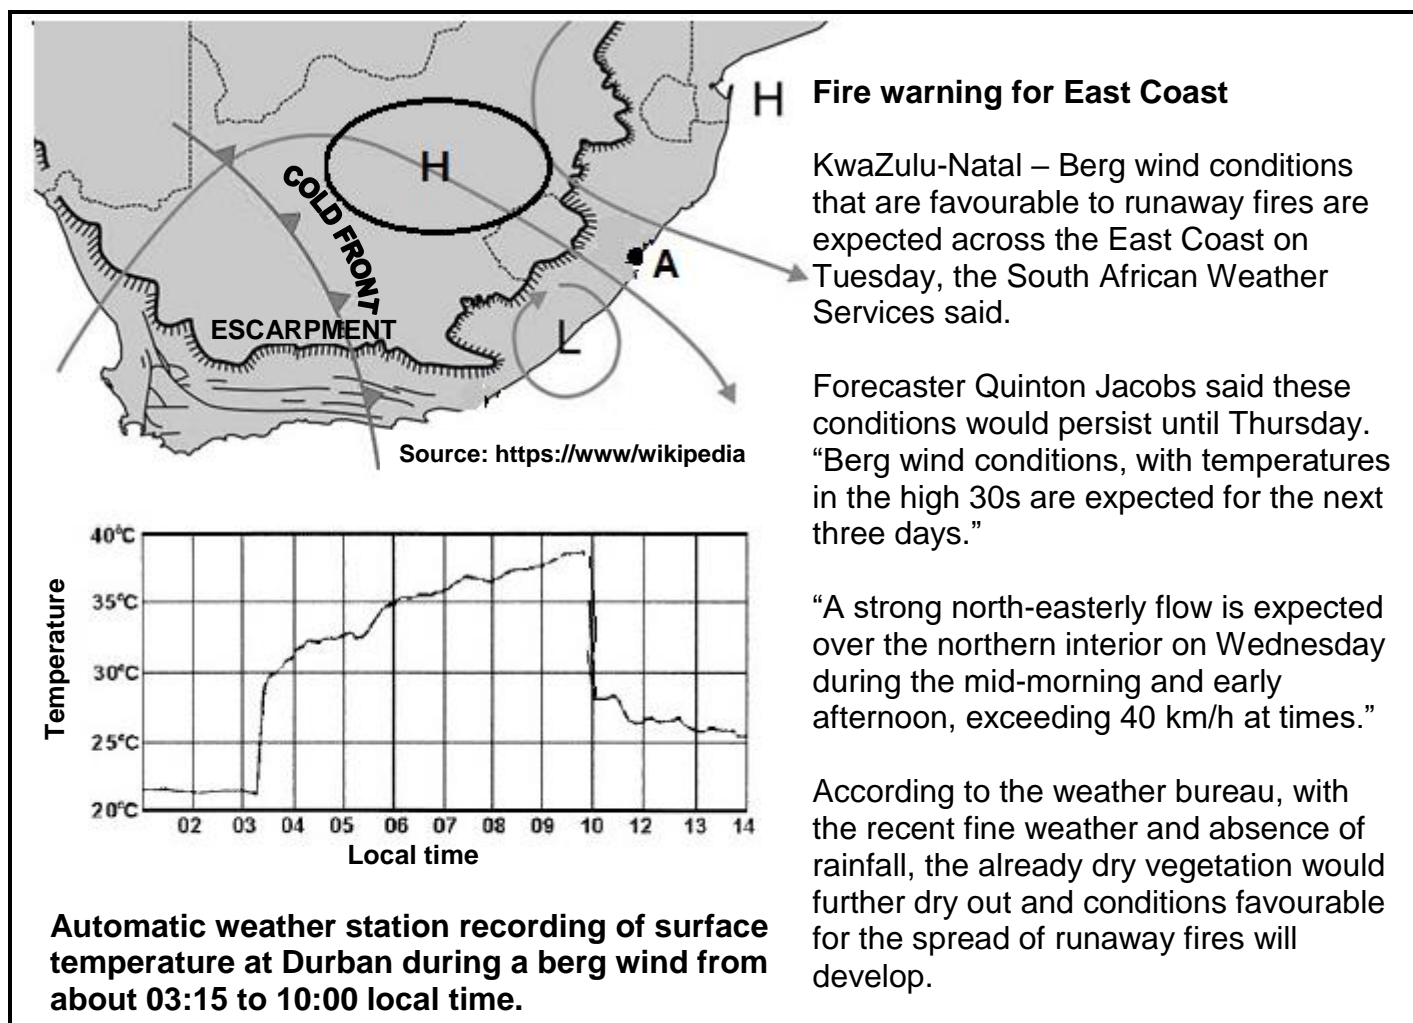 H
H
COLD FRONT
A
ESCARPMENT
L
Source: https://www/wikipedia
Fire warning for East Coast
KwaZulu-Natal – Berg wind conditions
that are favourable to runaway fires are
expected across the East Coast on
Tuesday, the South African Weather
Services said.
Forecaster Quinton Jacobs said these
conditions would persist until Thursday.
“Berg wind conditions, with temperatures
in the high 30s are expected for the next
three days.”
“A strong north-easterly flow is expected
over the northern interior on Wednesday
during the mid-morning and early
afternoon, exceeding 40 km/h at times.”
According to the weather bureau, with
the recent fine weather and absence of
rainfall, the already dry vegetation would
further dry out and conditions favourable
for the spread of runaway fires will
develop.
Temperature
40°C
35°C
30°C
25°C
20°C
02 03 04 05 06 07 08 09 10 12 13 14
Local time
Automatic weather station recording of surface
temperature at Durban during a berg wind from
about 03:15 to 10:00 local time.